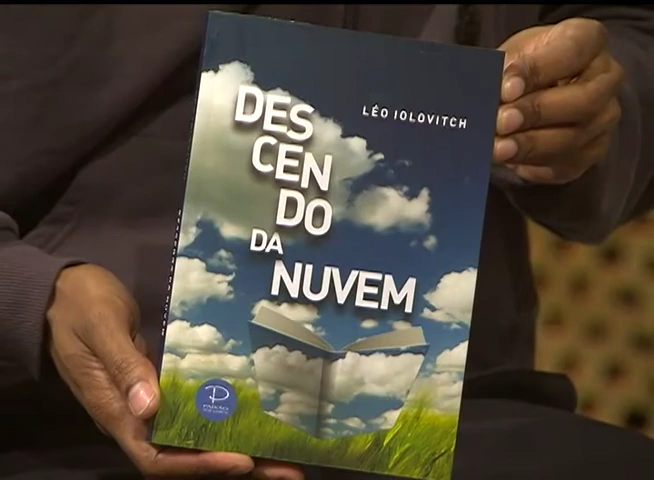 LÉO IOLOVITCH
DES
CEN
DO
DA
NUVEM
P